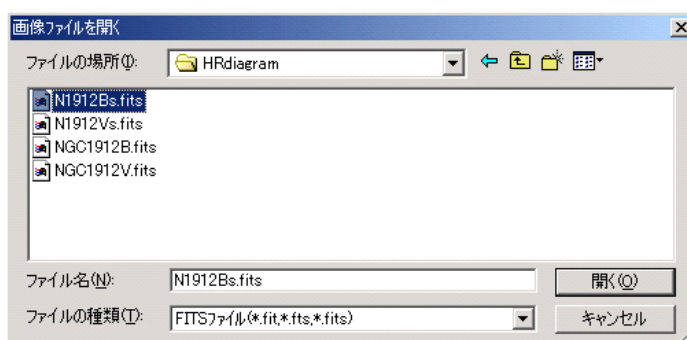 画像ファイルを開く
ファイルの場所(I):
HRdiagram
N1912Bs.fits
N1912Vs.fits
NGC1912B.fits
NGC1912V.fits
ファイル名(N):
N1912Bs.fits
開く(O)
ファイルの種類(T):
FITSファイル(*.fit,*.fts,*.fits)
キャンセル